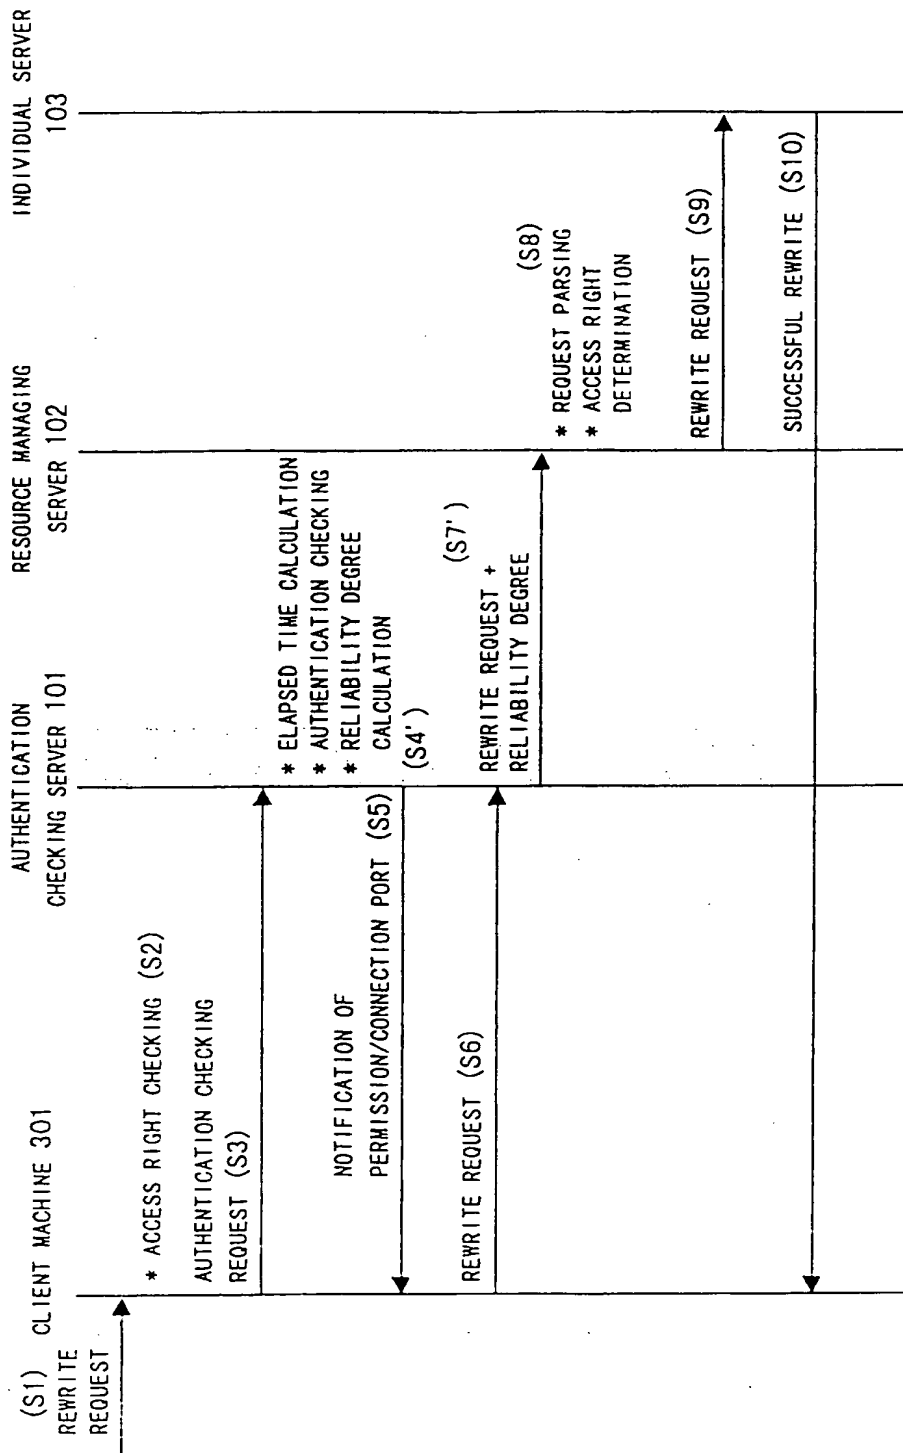 (S1)
REWRITE
REQUEST
CLIENT MACHINE 301
AUTHENTICATION
CHECKING SERVER 101
RESOURCE MANAGING
SERVER 102
INDIVIDUAL SERVER
103
* ACCESS RIGHT CHECKING (S2)
AUTHENTICATION CHECKING
REQUEST (S3)
* ELAPSED TIME CALCULATION
* AUTHENTICATION CHECKING
* RELIABILITY DEGREE
CALCULATION
(S4')
NOTIFICATION OF
PERMISSION/CONNECTION PORT (S5)
REWRITE REQUEST (S6)
(S7')
REWRITE REQUEST +
RELIABILITY DEGREE
(S8)
* REQUEST PARSING
* ACCESS RIGHT
DETERMINATION
REWRITE REQUEST (S9)
SUCCESSFUL REWRITE (S10)